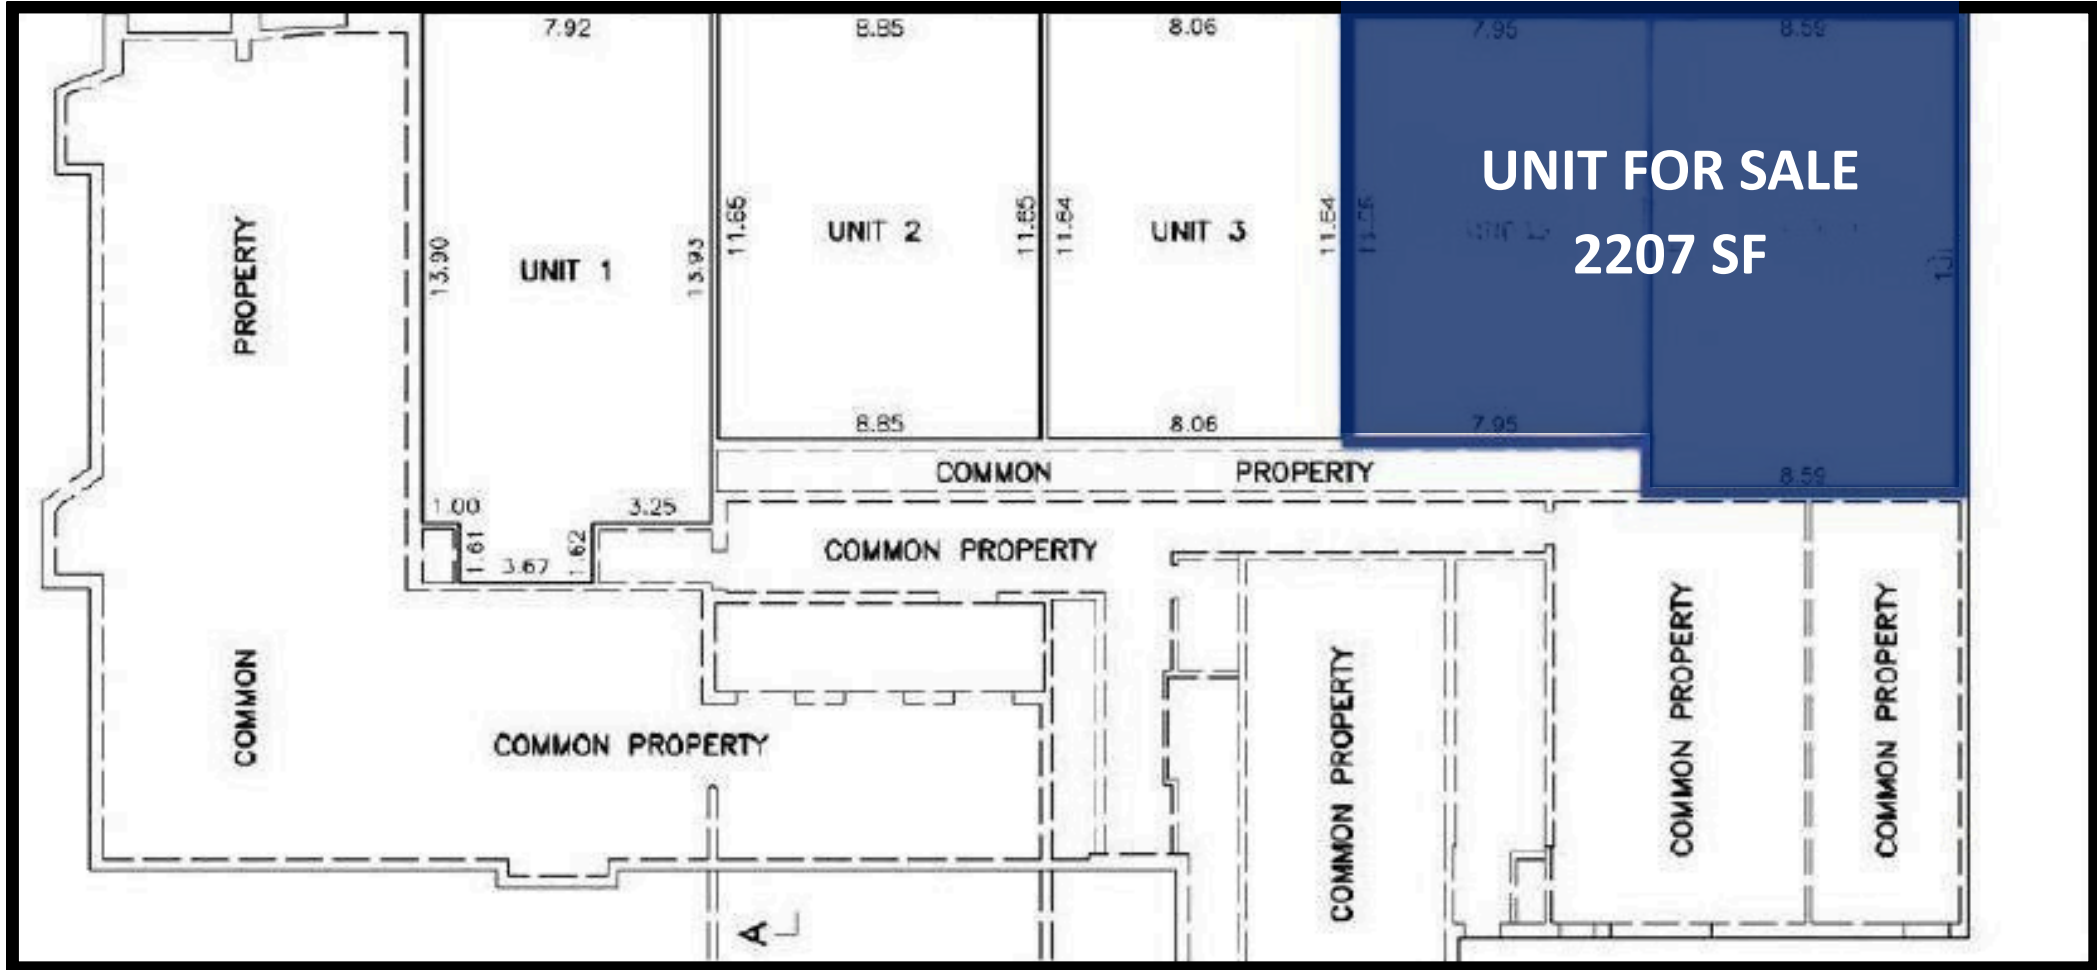 7.92
8.85
8.06
7.95
8.59
UNIT FOR SALE
2207 SF
PROPERTY
13.90
UNIT 1
13.93
11.65
UNIT 2
11.65
11.64
UNIT 3
11.64
8.85
8.06
7.95
8.59
COMMON PROPERTY
1.00
3.25
1.61
3.67
1.62
COMMON PROPERTY
COMMON
COMMON PROPERTY
COMMON PROPERTY
COMMON PROPERTY
COMMON PROPERTY
A